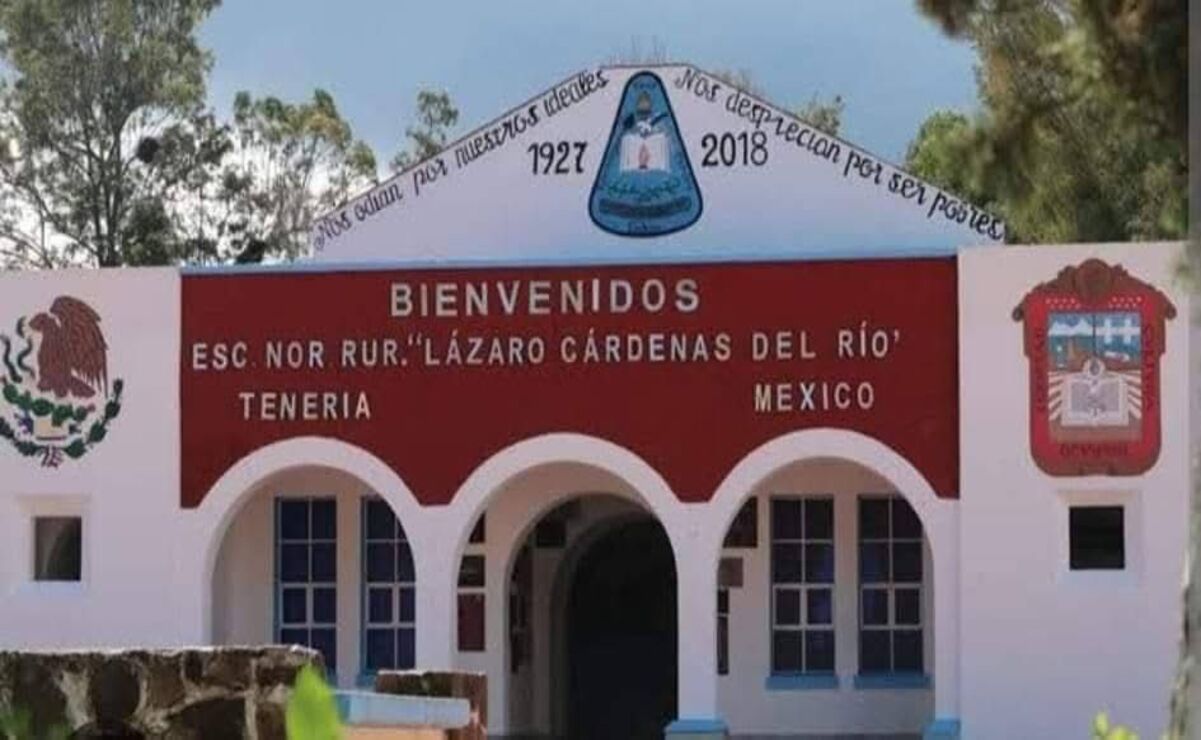 Nos odian por nuestros ideales Nos desprecian por ser pobres
1927 2018
BIENVENIDOS
ESC. NOR. RUR. "LÁZARO CÁRDENAS DEL RÍO'
TENERIA MEXICO